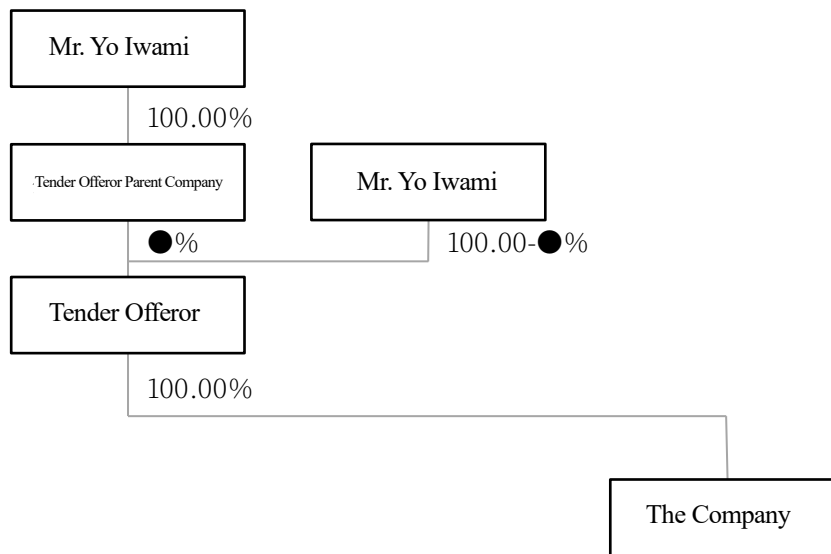 Mr. Yo Iwami
100.00%
Tender Offeror Parent Company
Mr. Yo Iwami
●%
100.00-●%
Tender Offeror
100.00%
The Company